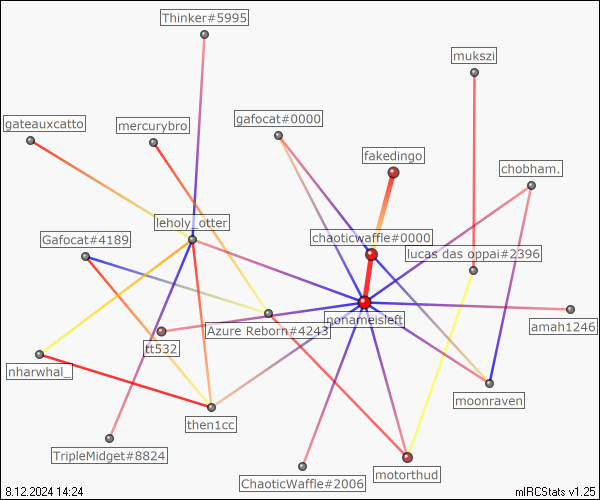 Thinker#5995
mukszi
gafocat#0000
gateauxcatto
mercurybro
fakedingo
chobham.
leholy_otter
Gafocat#4189
chaoticwaffle#0000
lucas das oppai#2396
nonameisleft
Azure Reborn#4243
amah1246
tt532
nharwhal_
moonraven
then1cc
TripleMidget#8824
motorthud
ChaoticWaffle#2006
8.12.2024 14:24
mIRCStats v1.25